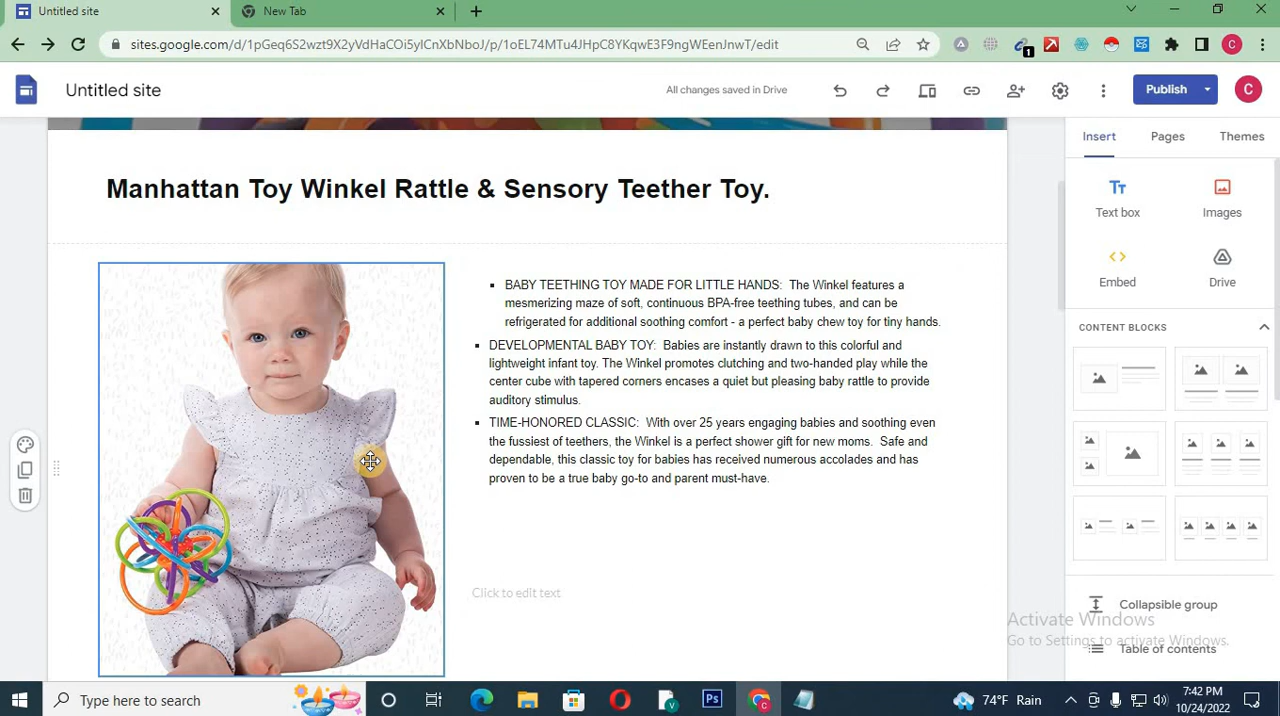 Untitled site
New Tab
sites.google.com/d/1pGeq6S2wzt9X2yVdHaCOi5yICnXbNboJ/p/1oEL74MTu4JHpC8YKqwE3F9ngWEenJnwT/edit
1
C
Untitled site
All changes saved in Drive
Publish
C
Insert
Pages
Themes
Manhattan Toy Winkel Rattle & Sensory Teether Toy.
Text box
Images
Embed
Drive
CONTENT BLOCKS
▪ BABY TEETHING TOY MADE FOR LITTLE HANDS:  The Winkel features a
mesmerizing maze of soft, continuous BPA-free teething tubes, and can be
refrigerated for additional soothing comfort - a perfect baby chew toy for tiny hands.
▪ DEVELOPMENTAL BABY TOY:  Babies are instantly drawn to this colorful and
lightweight infant toy. The Winkel promotes clutching and two-handed play while the
center cube with tapered corners encases a quiet but pleasing baby rattle to provide
auditory stimulus.
▪ TIME-HONORED CLASSIC:  With over 25 years engaging babies and soothing even
the fussiest of teethers, the Winkel is a perfect shower gift for new moms.  Safe and
dependable, this classic toy for babies has received numerous accolades and has
proven to be a true baby go-to and parent must-have.
Click to edit text
Collapsible group
Table of contents
Activate Windows
Go to Settings to activate Windows.
Type here to search
Ps
74°F Rain
7:42 PM
10/24/2022